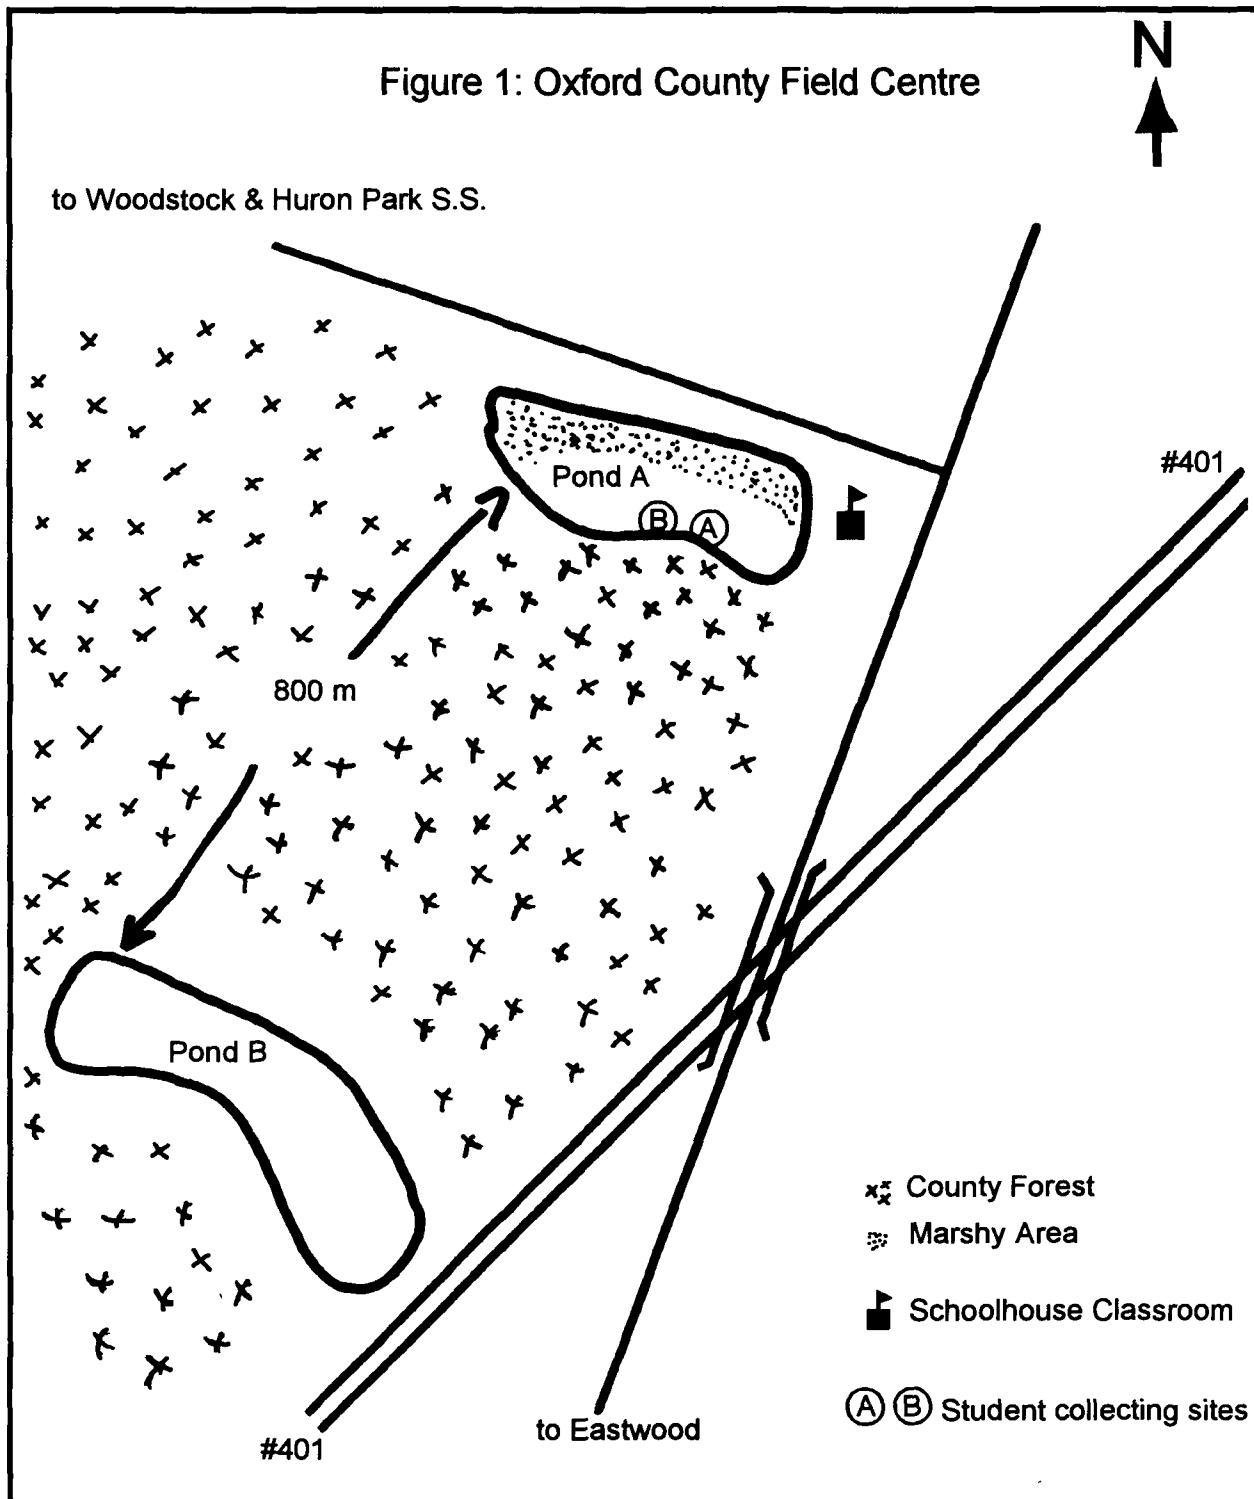 N
Figure 1: Oxford County Field Centre
to Woodstock & Huron Park S.S.
#401
Pond A
B
A
800 m
Pond B
County Forest
Marshy Area
Schoolhouse Classroom
A B Student collecting sites
to Eastwood
#401